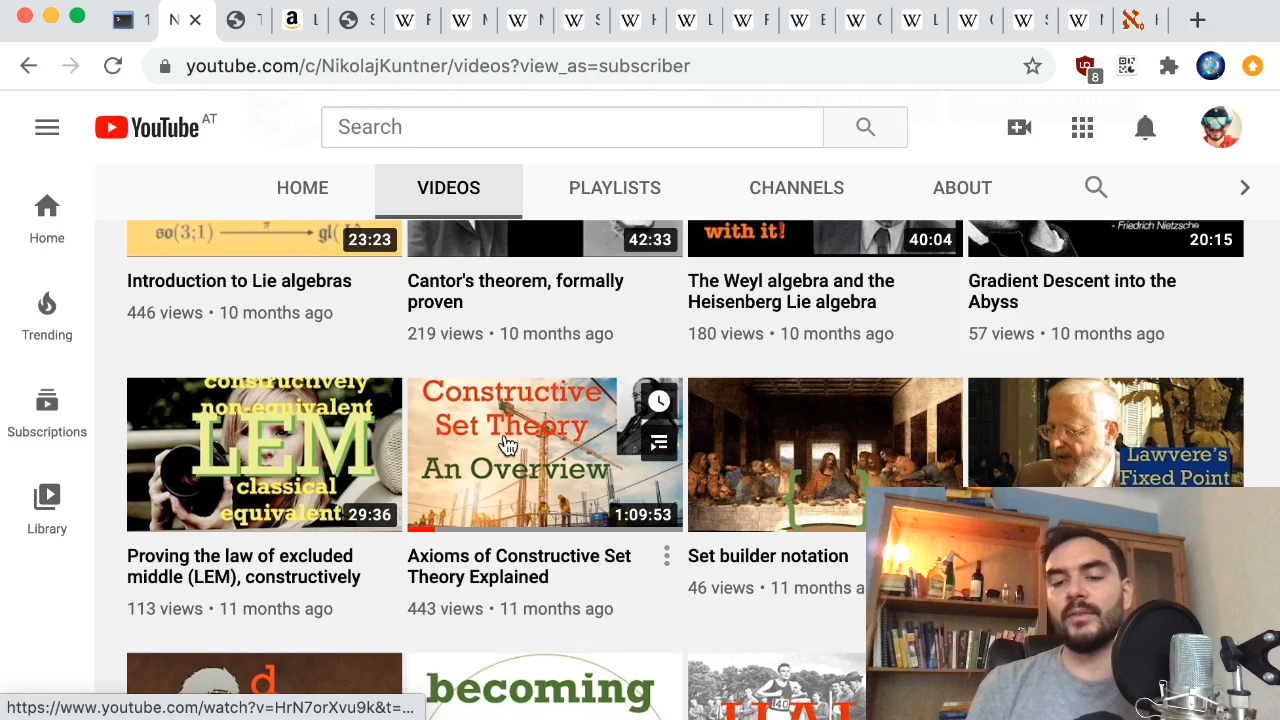 youtube.com/c/NikolajKuntner/videos?view_as=subscriber
8
YouTube AT
Search
HOME
VIDEOS
PLAYLISTS
CHANNELS
ABOUT
Home
Trending
Subscriptions
Library
so(3;1)
π
gl(
23:23
42:33
with it!
40:04
- Friedrich Nietzsche
20:15
Introduction to Lie algebras
446 views • 10 months ago
Cantor's theorem, formally
proven
219 views • 10 months ago
The Weyl algebra and the
Heisenberg Lie algebra
180 views • 10 months ago
Gradient Descent into the
Abyss
57 views • 10 months ago
constructively
non-equivalent
LEM
classical
equivalent
29:36
Constructive
Set Theory
An Overview
1:09:53
{
Lawvere's
Fixed Point
Proving the law of excluded
middle (LEM), constructively
113 views • 11 months ago
Axioms of Constructive Set
Theory Explained
443 views • 11 months ago
Set builder notation
46 views • 11 months a
d
becoming
140
https://www.youtube.com/watch?v=HrN7orXvu9k&t=...